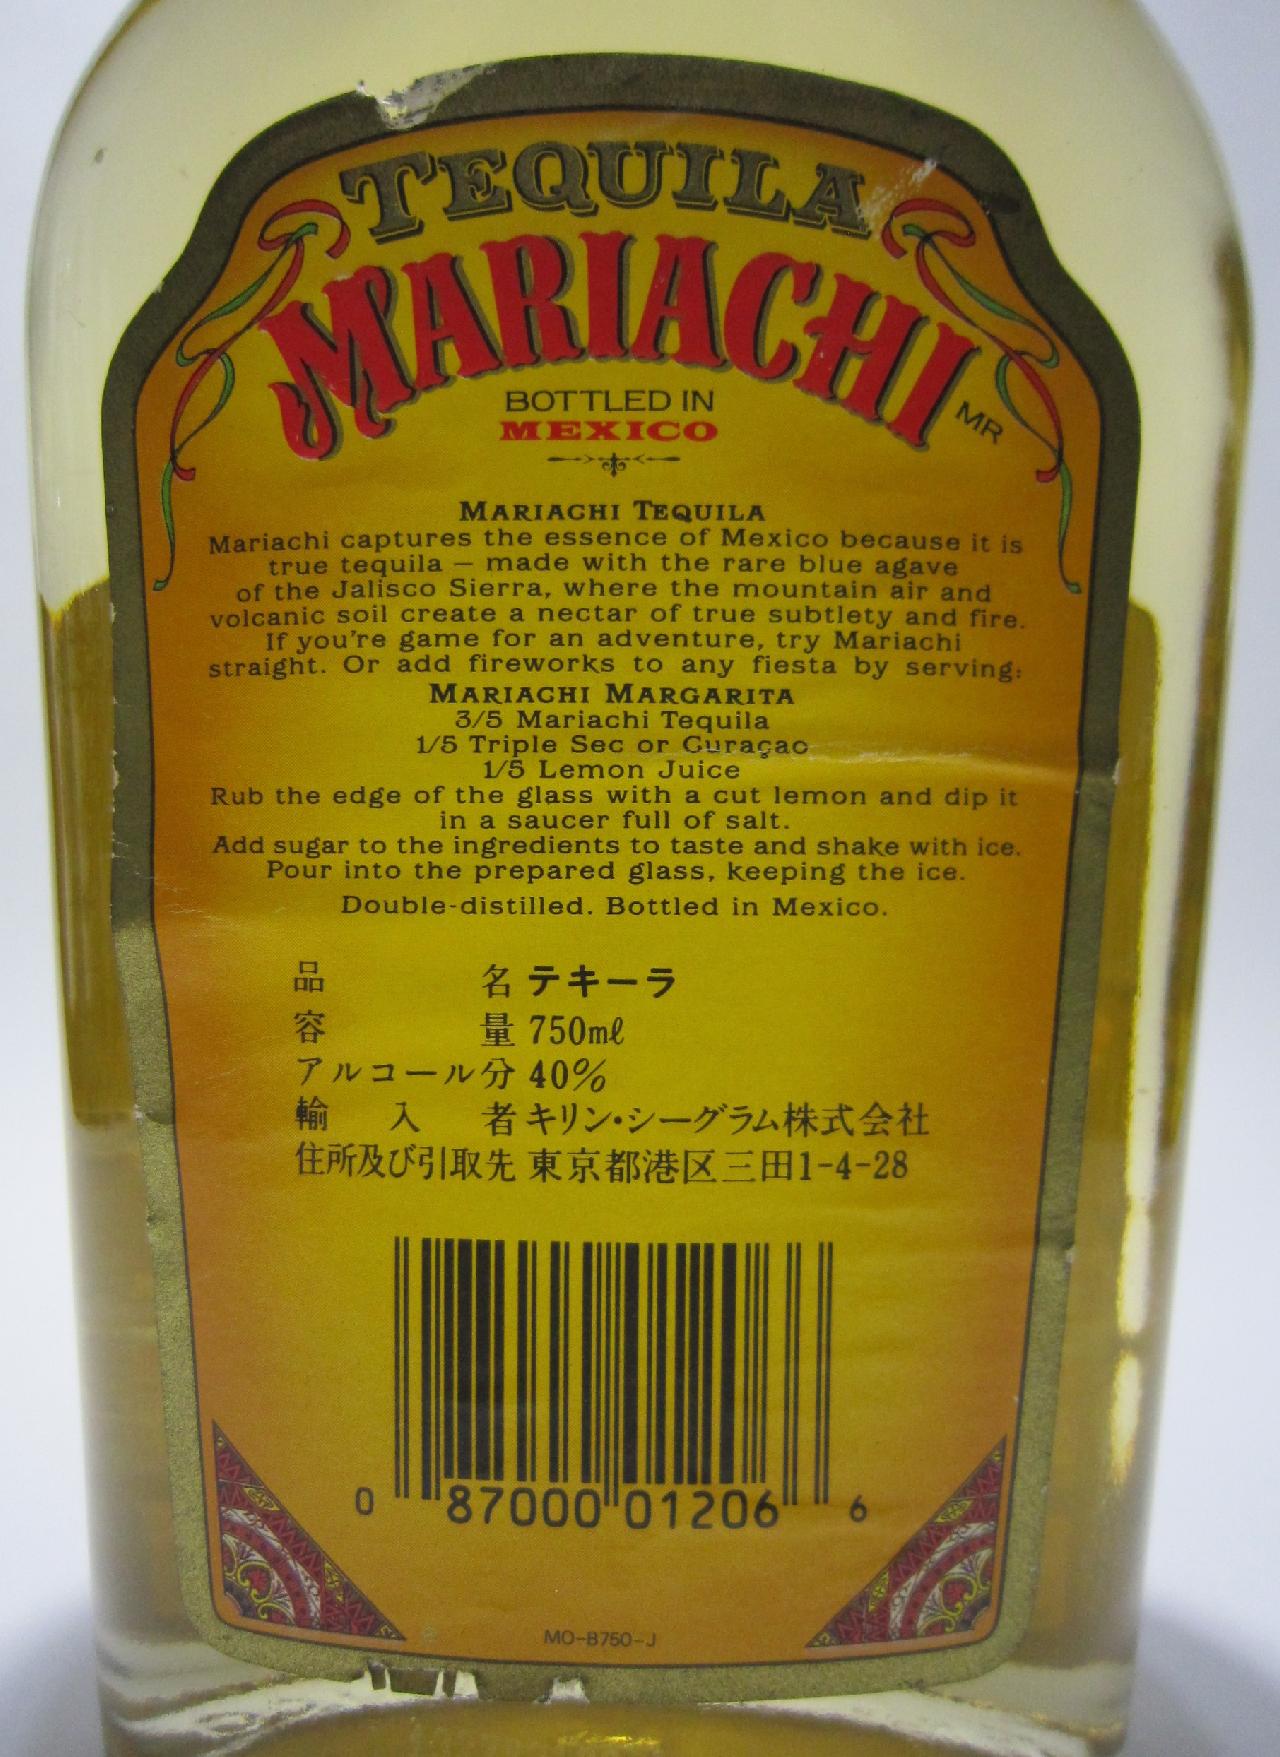 TEQUILA
MARIACHI MR
BOTTLED IN
MEXICO
MARIACHI TEQUILA
Mariachi captures the essence of Mexico because it is
true tequila — made with the rare blue agave
of the Jalisco Sierra, where the mountain air and
volcanic soil create a nectar of true subtlety and fire.
If you're game for an adventure, try Mariachi
straight. Or add fireworks to any fiesta by serving:
MARIACHI MARGARITA
3/5 Mariachi Tequila
1/5 Triple Sec or Curaçao
1/5 Lemon Juice
Rub the edge of the glass with a cut lemon and dip it
in a saucer full of salt.
Add sugar to the ingredients to taste and shake with ice.
Pour into the prepared glass, keeping the ice.
Double-distilled. Bottled in Mexico.
品名 テキーラ
容量 750mℓ
アルコール分 40%
輸入者 キリン・シーグラム株式会社
住所及び引取先 東京都港区三田1-4-28
0 87000 01206 6
MO-B750-J